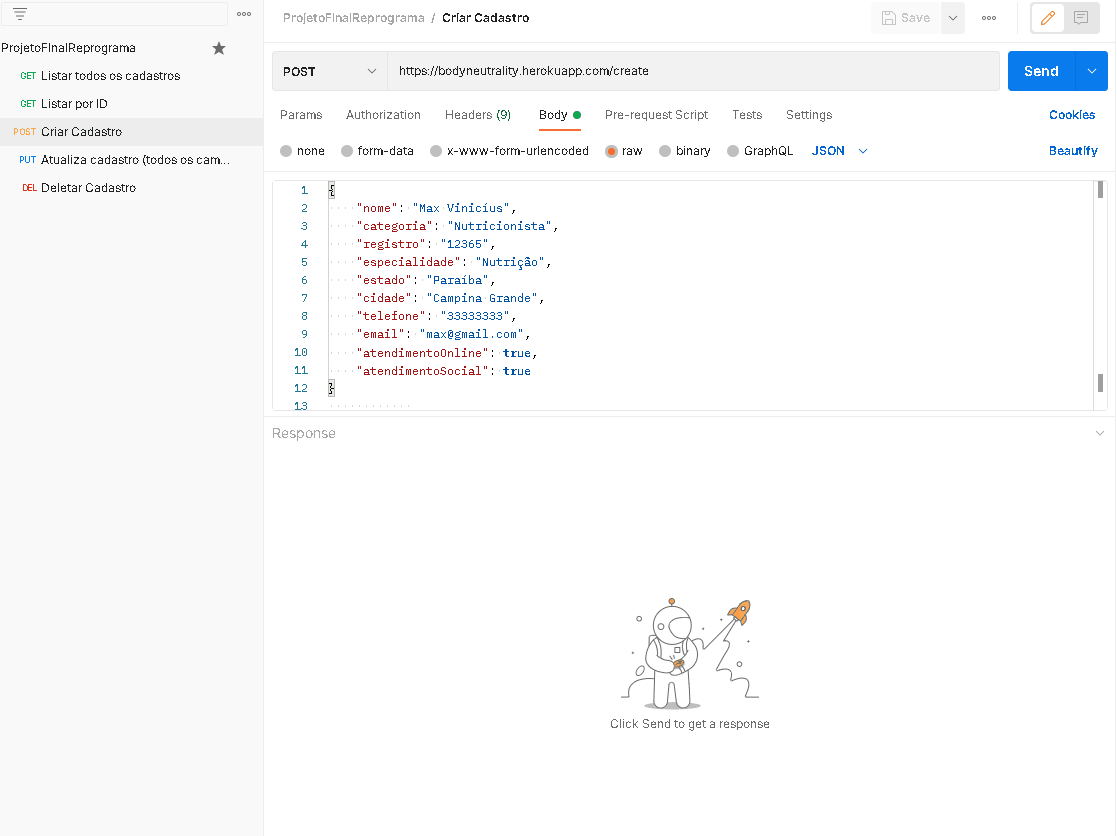 ProjetoFInalReprograma
GET Listar todos os cadastros
GET Listar por ID
POST Criar Cadastro
PUT Atualiza cadastro (todos os cam...
DEL Deletar Cadastro
ProjetoFInalReprograma / Criar Cadastro
Save
POST
https://bodyneutrality.herokuapp.com/create
Send
Params Authorization Headers (9) Body Pre-request Script Tests Settings Cookies
none form-data x-www-form-urlencoded raw binary GraphQL JSON Beautify
1 {
2 "nome": "Max Vinicíus",
3 "categoria": "Nutricionista",
4 "registro": "12365",
5 "especialidade": "Nutrição",
6 "estado": "Paraíba",
7 "cidade": "Campina Grande",
8 "telefone": "33333333",
9 "email": "max@gmail.com",
10 "atendimentoOnline": true,
11 "atendimentoSocial": true
12 }
13
Response
Click Send to get a response